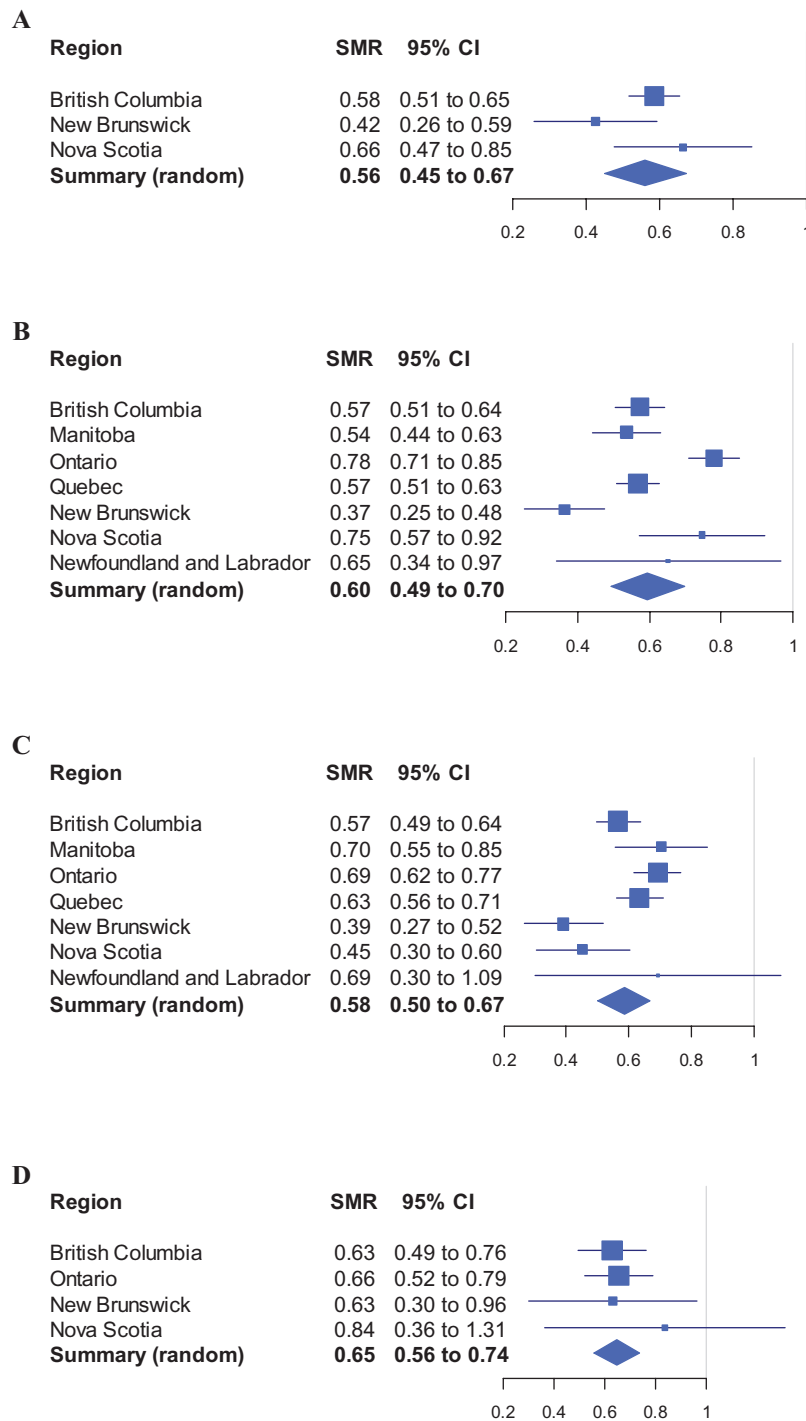 A
Region SMR 95% CI
British Columbia 0.58 0.51 to 0.65
New Brunswick 0.42 0.26 to 0.59
Nova Scotia 0.66 0.47 to 0.85
Summary (random) 0.56 0.45 to 0.67
0.2 0.4 0.6 0.8 1
B
Region SMR 95% CI
British Columbia 0.57 0.51 to 0.64
Manitoba 0.54 0.44 to 0.63
Ontario 0.78 0.71 to 0.85
Quebec 0.57 0.51 to 0.63
New Brunswick 0.37 0.25 to 0.48
Nova Scotia 0.75 0.57 to 0.92
Newfoundland and Labrador 0.65 0.34 to 0.97
Summary (random) 0.60 0.49 to 0.70
0.2 0.4 0.6 0.8 1
C
Region SMR 95% CI
British Columbia 0.57 0.49 to 0.64
Manitoba 0.70 0.55 to 0.85
Ontario 0.69 0.62 to 0.77
Quebec 0.63 0.56 to 0.71
New Brunswick 0.39 0.27 to 0.52
Nova Scotia 0.45 0.30 to 0.60
Newfoundland and Labrador 0.69 0.30 to 1.09
Summary (random) 0.58 0.50 to 0.67
0.2 0.4 0.6 0.8 1
D
Region SMR 95% CI
British Columbia 0.63 0.49 to 0.76
Ontario 0.66 0.52 to 0.79
New Brunswick 0.63 0.30 to 0.96
Nova Scotia 0.84 0.36 to 1.31
Summary (random) 0.65 0.56 to 0.74
0.2 0.4 0.6 0.8 1